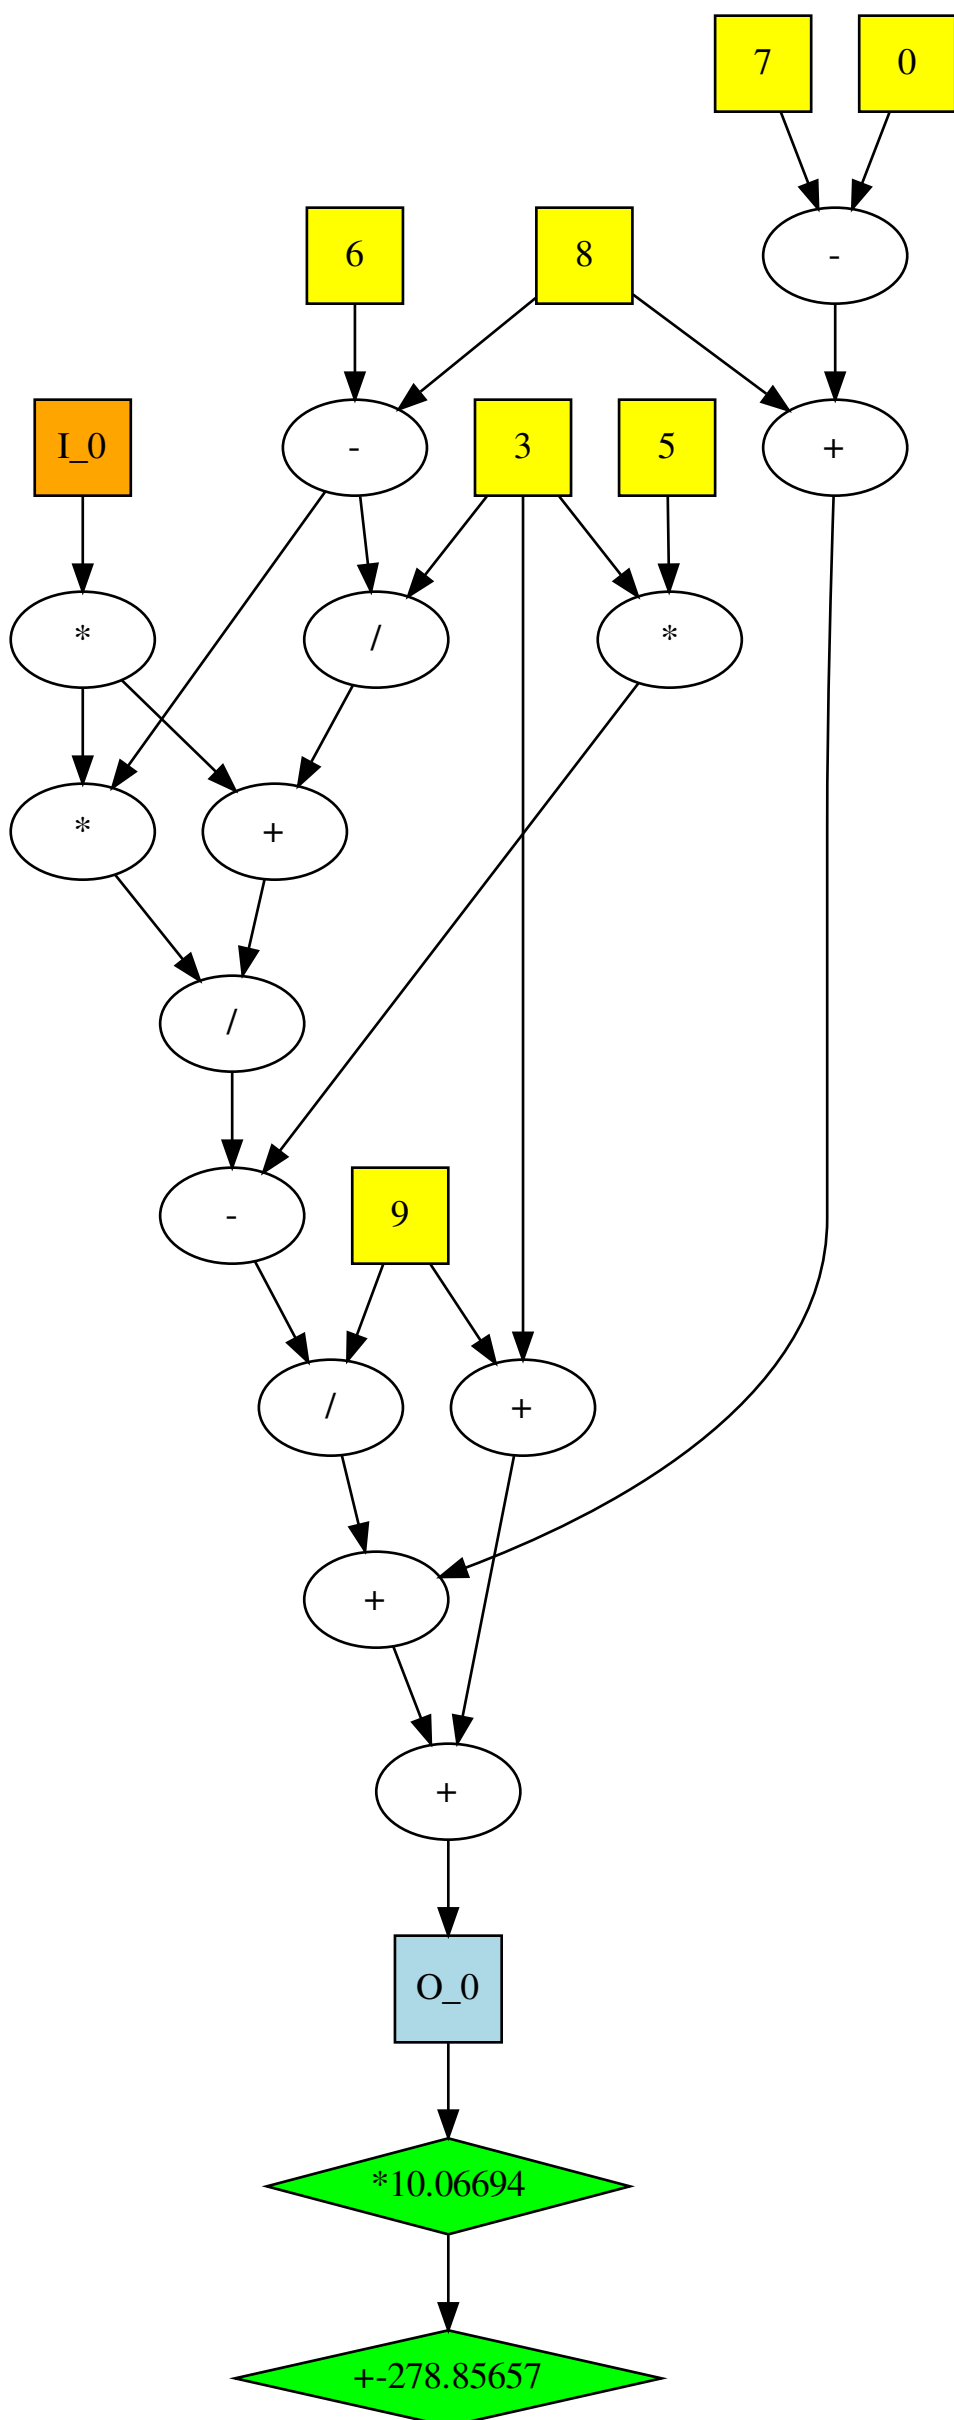 7 0
6 8 -
I_0 - 3 5 +
* / *
* +
/
- 9
/ +
+
+
O_0
*10.06694
+-278.85657